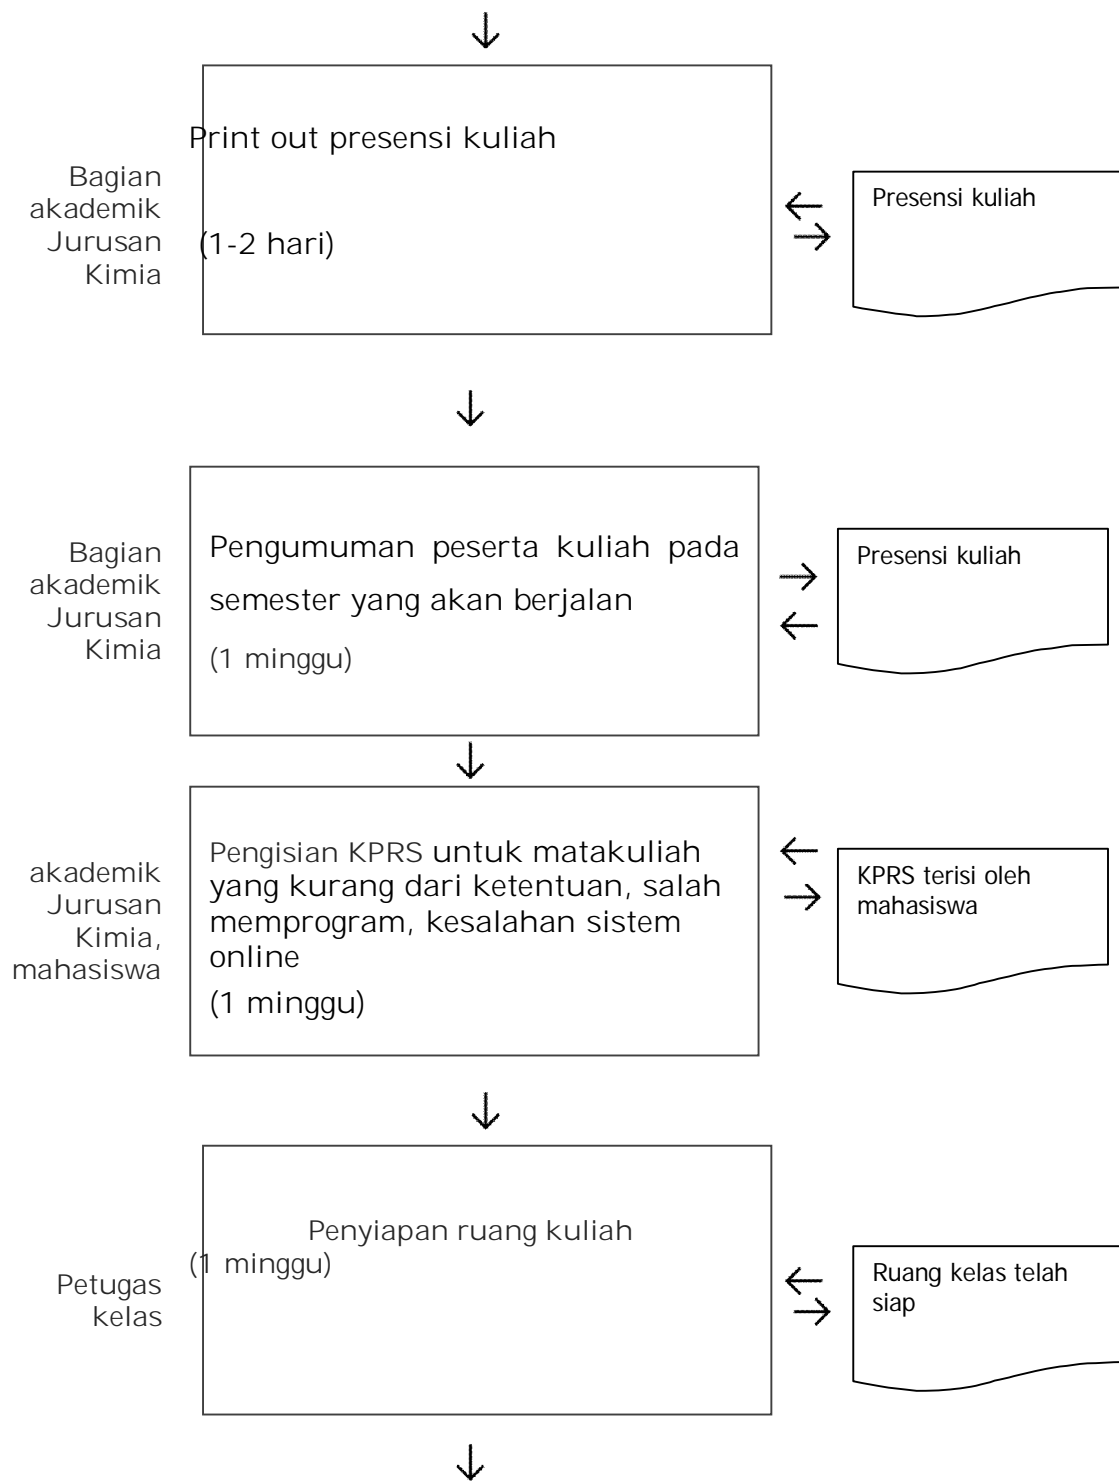 Print out presensi kuliah
Bagian
akademik
Jurusan
Kimia
(1-2 hari)
Presensi kuliah
Bagian
akademik
Jurusan
Kimia
Pengumuman peserta kuliah pada
semester yang akan berjalan
(1 minggu)
Presensi kuliah
akademik
Jurusan
Kimia,
mahasiswa
Pengisian KPRS untuk matakuliah
yang kurang dari ketentuan, salah
memprogram, kesalahan sistem
online
(1 minggu)
KPRS terisi oleh
mahasiswa
Petugas
kelas
Penyiapan ruang kuliah
(1 minggu)
Ruang kelas telah
siap